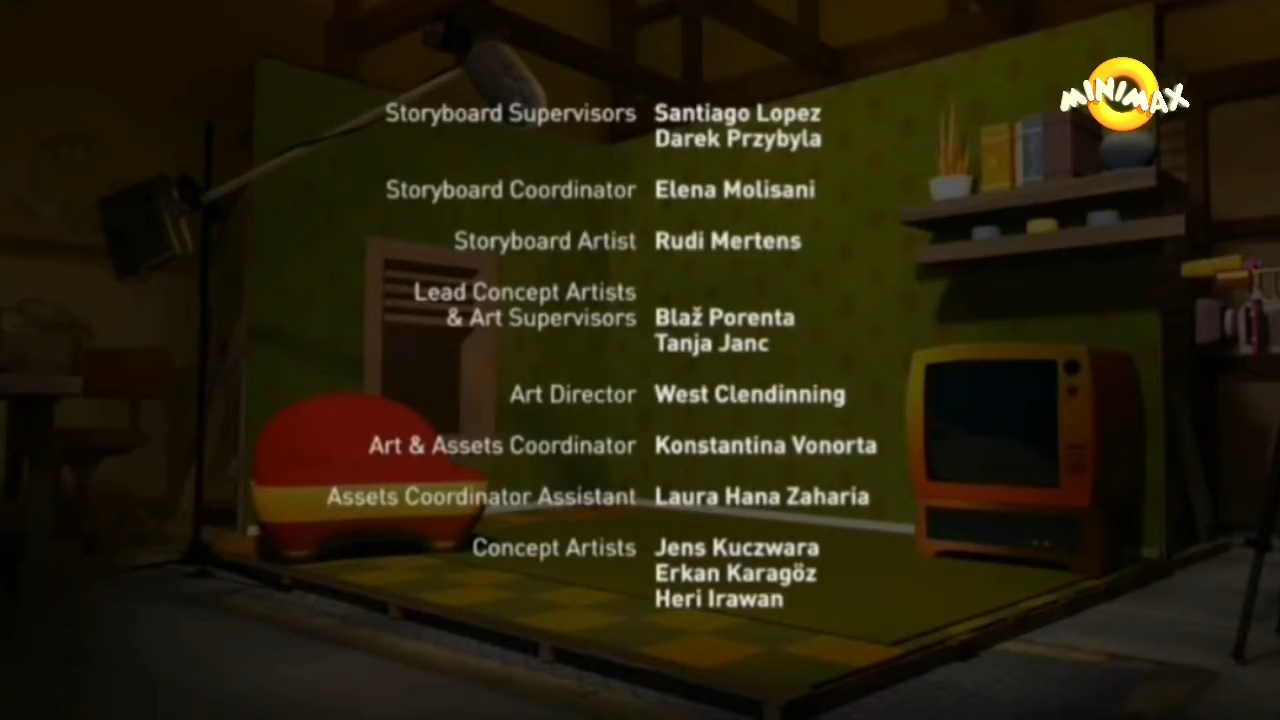 MINIMAX
Storyboard Supervisors Santiago Lopez
Darek Przybyla
Storyboard Coordinator Elena Molisani
Storyboard Artist Rudi Mertens
Lead Concept Artists
& Art Supervisors Blaž Porenta
Tanja Janc
Art Director West Clendinning
Art & Assets Coordinator Konstantina Vonorta
Assets Coordinator Assistant Laura Hana Zaharia
Concept Artists Jens Kuczwara
Erkan Karagöz
Heri Irawan